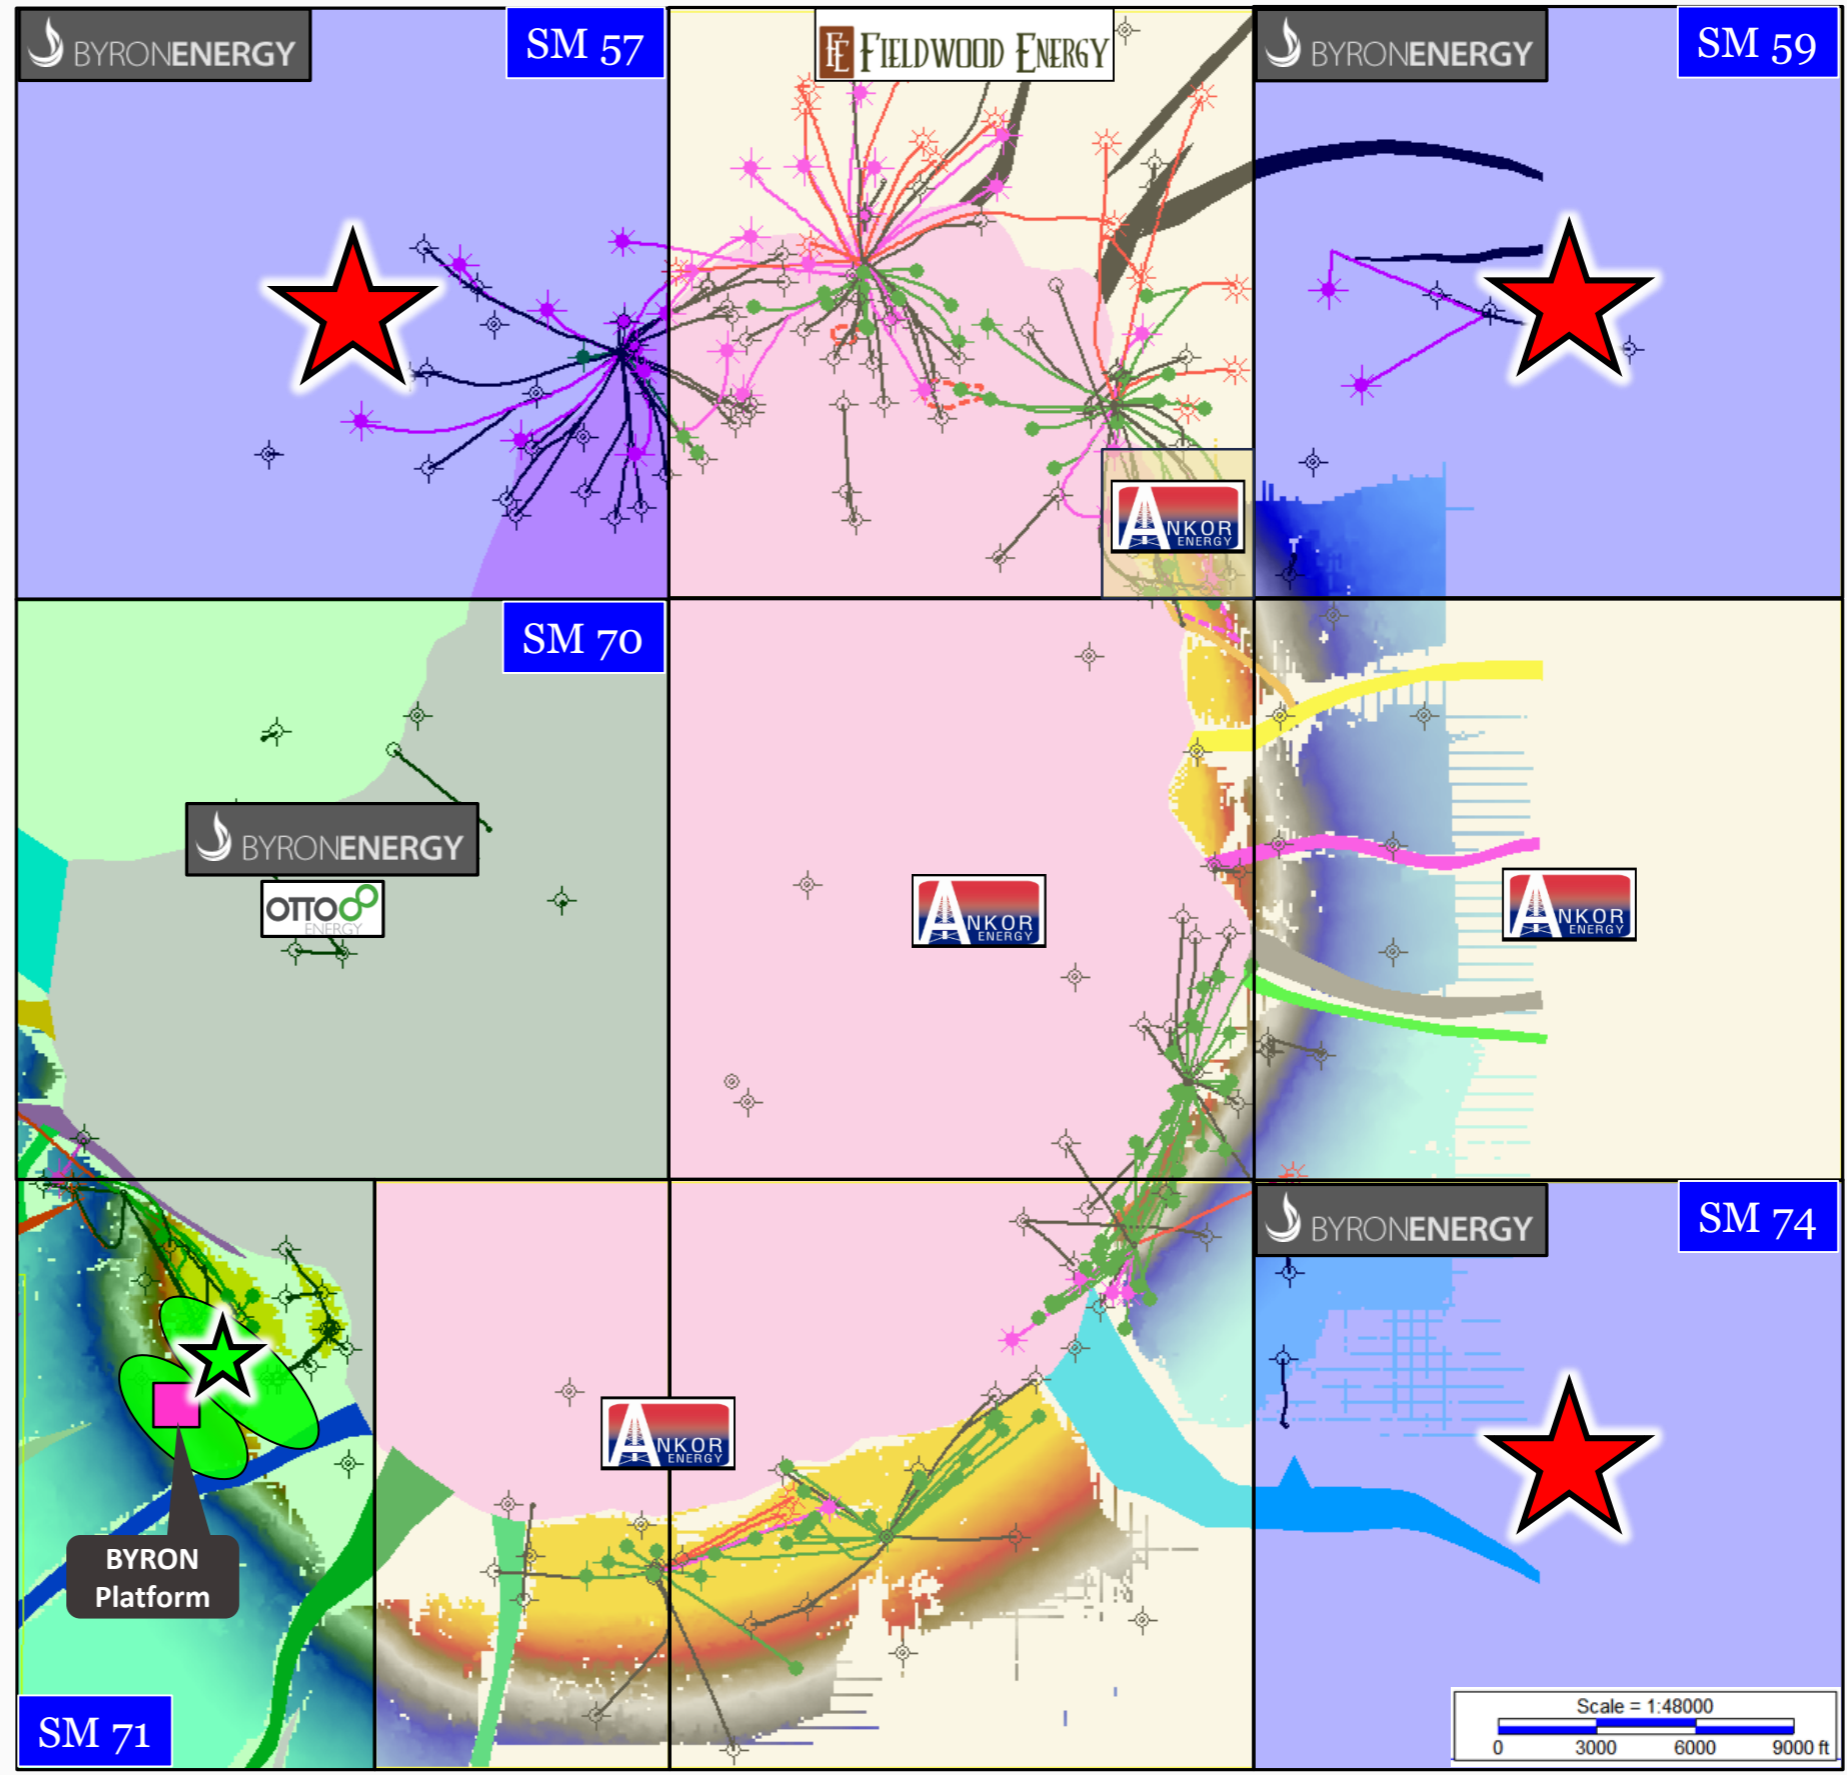 BYRONENERGY
SM 57
FE FIELDWOOD ENERGY
BYRONENERGY
SM 59
ANKOR
ENERGY
SM 70
BYRONENERGY
OTTO
ENERGY
ANKOR
ENERGY
ANKOR
ENERGY
BYRONENERGY
SM 74
ANKOR
ENERGY
BYRON
Platform
SM 71
Scale = 1:48000
0 3000 6000 9000 ft